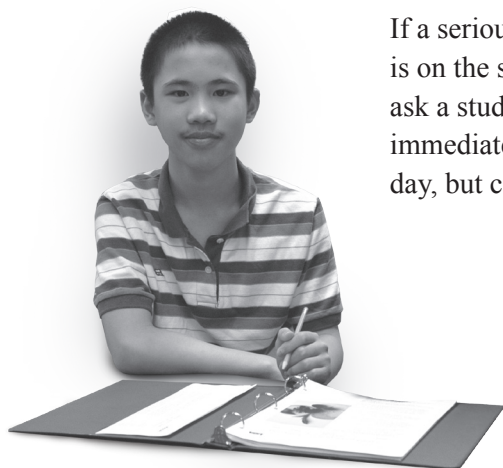 If a seriou
is on the s
ask a stud
immediate
day, but c